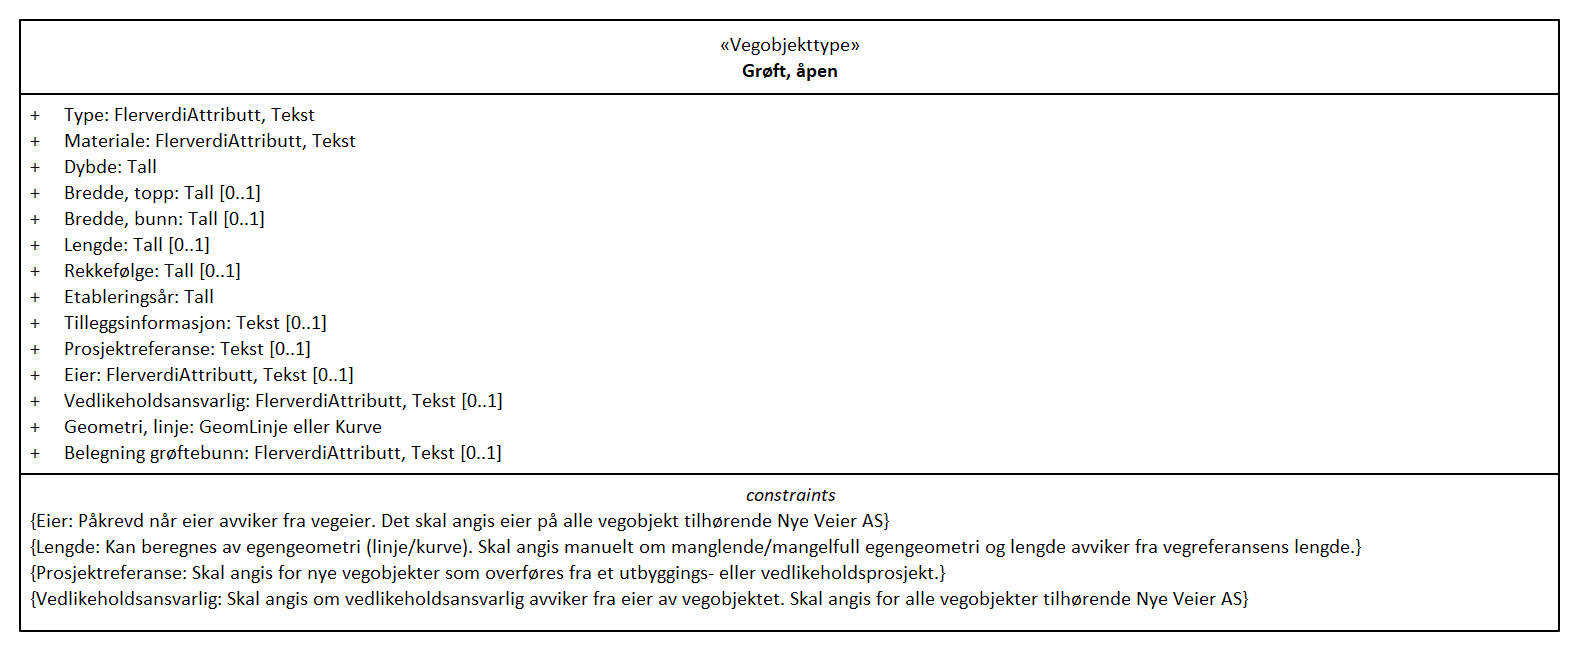 «Vegobjekttype»
Grøft, åpen
+ Type: FlerverdiAttributt, Tekst
+ Materiale: FlerverdiAttributt, Tekst
+ Dybde: Tall
+ Bredde, topp: Tall [0..1]
+ Bredde, bunn: Tall [0..1]
+ Lengde: Tall [0..1]
+ Rekkefølge: Tall [0..1]
+ Etableringsår: Tall
+ Tilleggsinformasjon: Tekst [0..1]
+ Prosjektreferanse: Tekst [0..1]
+ Eier: FlerverdiAttributt, Tekst [0..1]
+ Vedlikeholdsansvarlig: FlerverdiAttributt, Tekst [0..1]
+ Geometri, linje: GeomLinje eller Kurve
+ Belegning grøftebunn: FlerverdiAttributt, Tekst [0..1]
constraints
{Eier: Påkrevd når eier avviker fra vegeier. Det skal angis eier på alle vegobjekt tilhørende Nye Veier AS}
{Lengde: Kan beregnes av egengeometri (linje/kurve). Skal angis manuelt om manglende/mangelfull egengeometri og lengde avviker fra vegreferansens lengde.}
{Prosjektreferanse: Skal angis for nye vegobjekter som overføres fra et utbyggings- eller vedlikeholdsprosjekt.}
{Vedlikeholdsansvarlig: Skal angis om vedlikeholdsansvarlig avviker fra eier av vegobjektet. Skal angis for alle vegobjekter tilhørende Nye Veier AS}